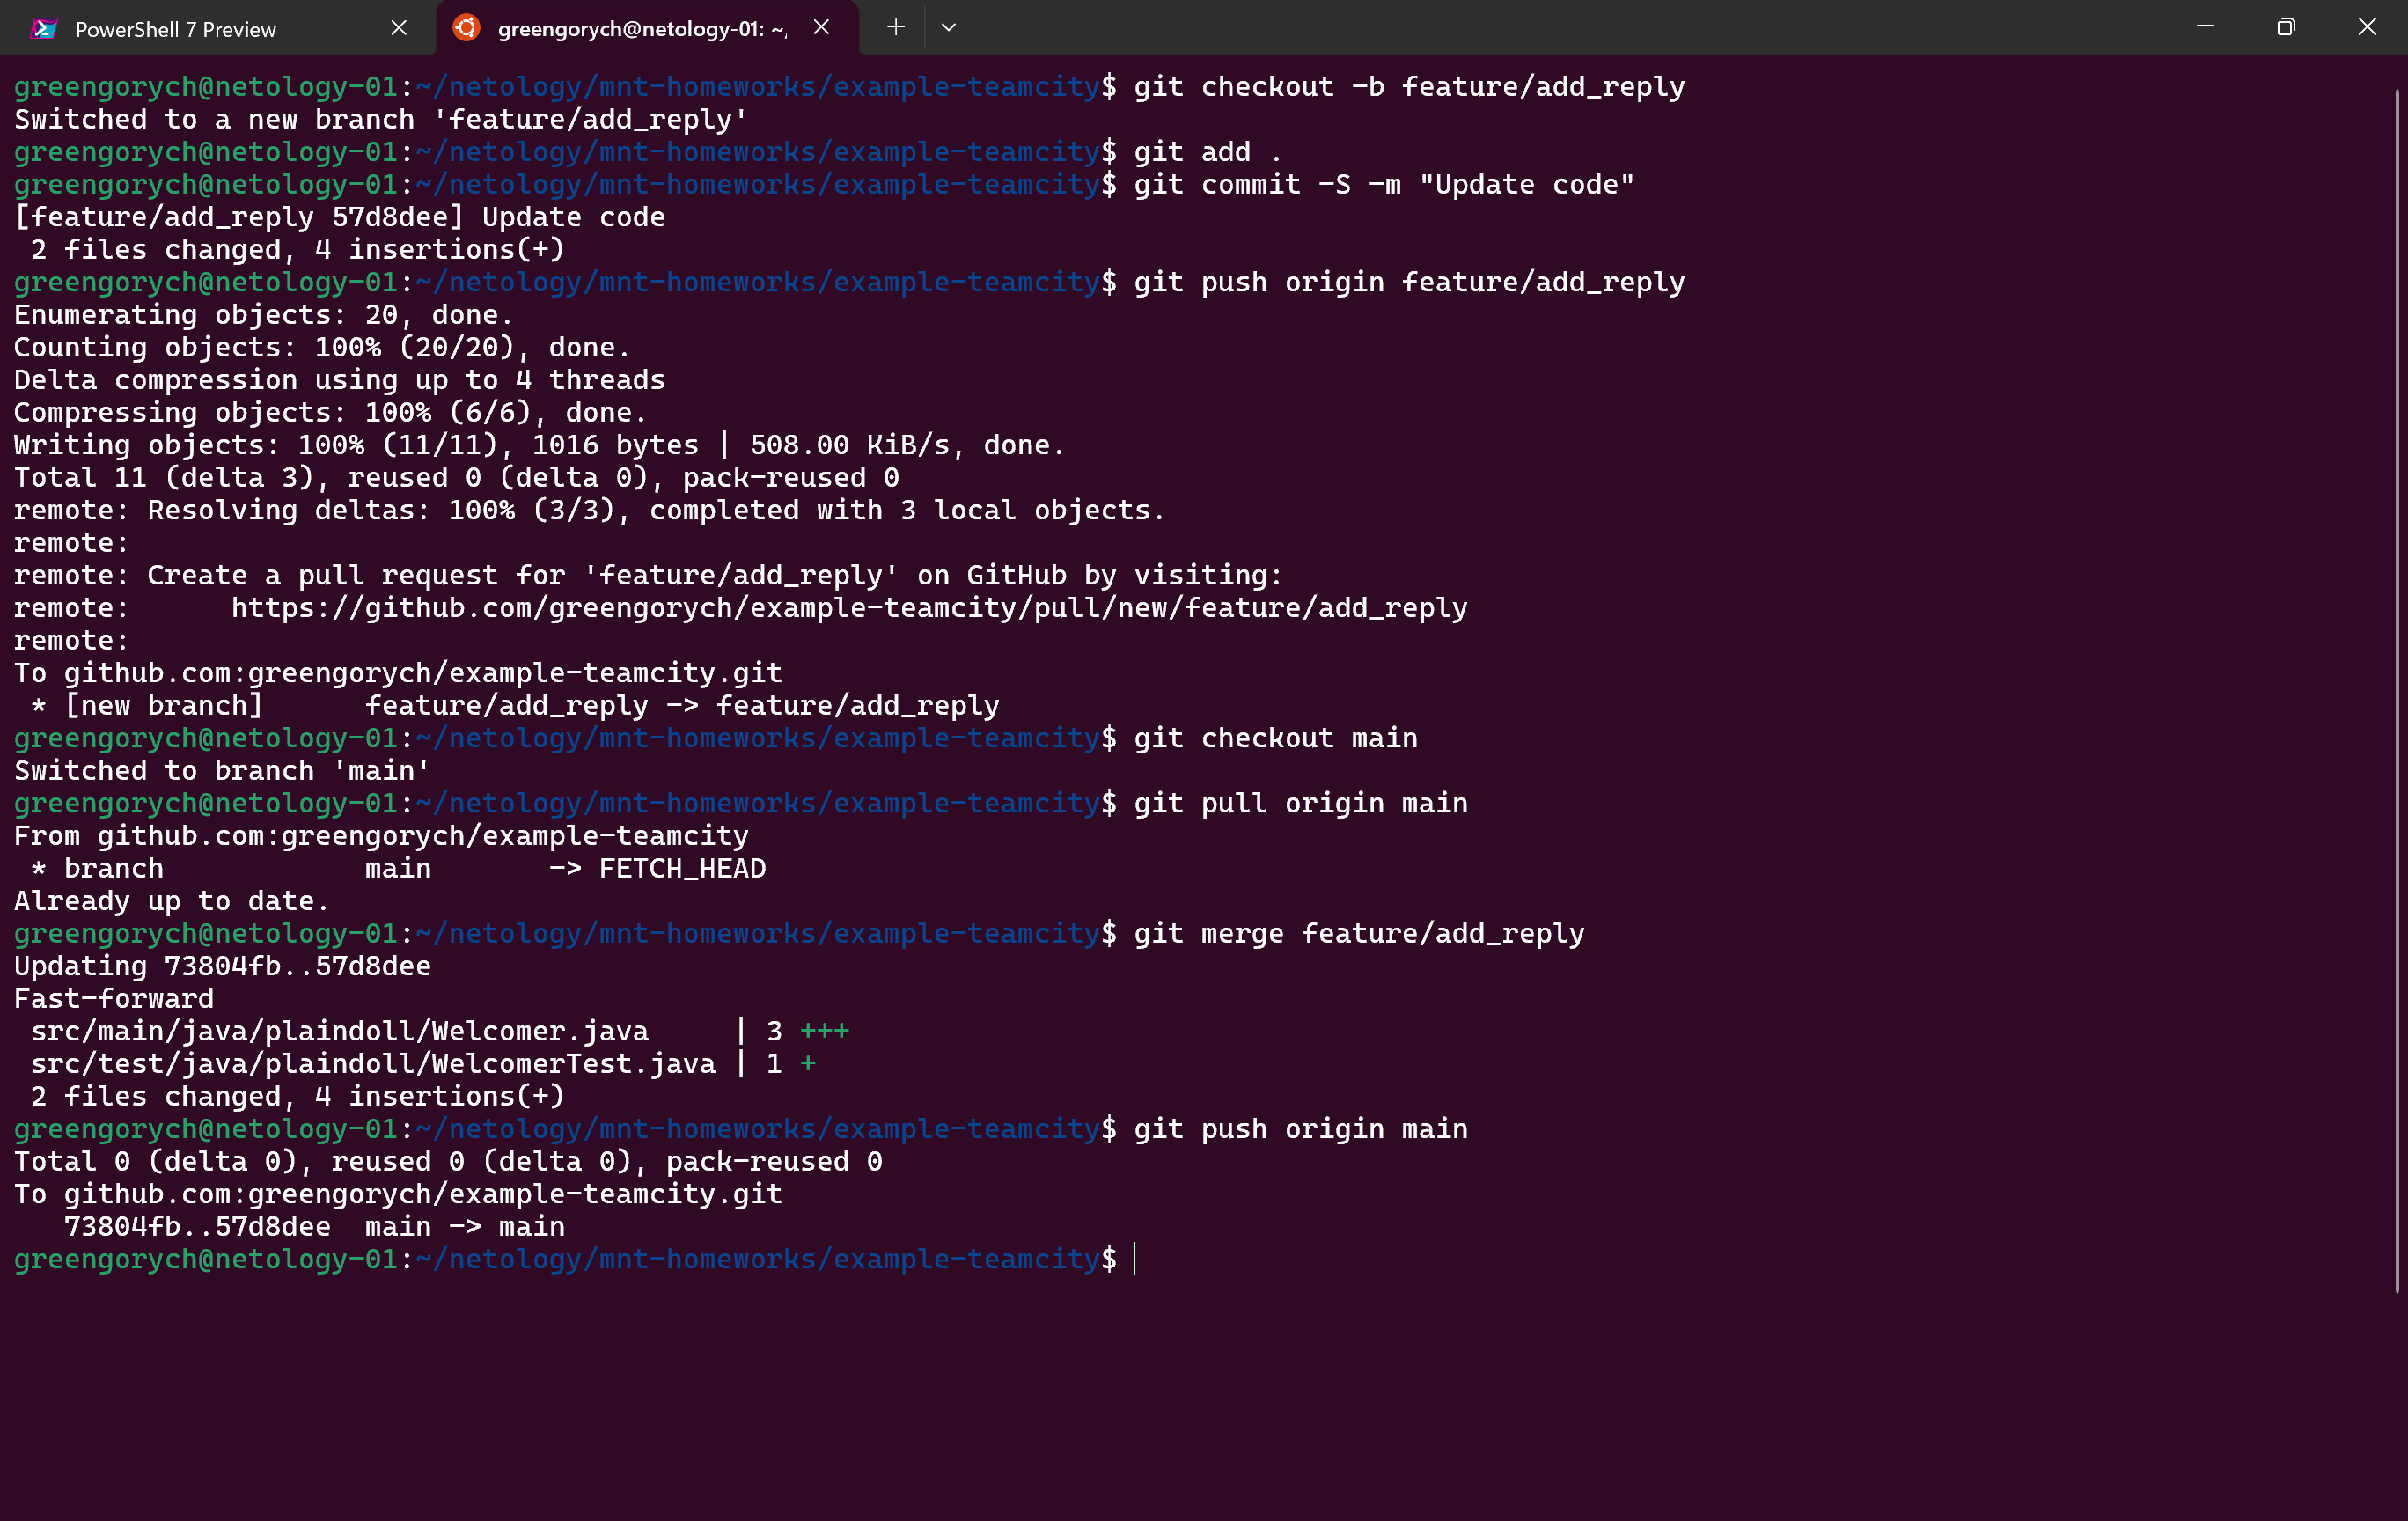 PowerShell 7 Preview
greengorych@netology-01: ~,
greengorych@netology-01:~/netology/mnt-homeworks/example-teamcity$ git checkout -b feature/add_reply
Switched to a new branch 'feature/add_reply'
greengorych@netology-01:~/netology/mnt-homeworks/example-teamcity$ git add .
greengorych@netology-01:~/netology/mnt-homeworks/example-teamcity$ git commit -S -m "Update code"
[feature/add_reply 57d8dee] Update code
 2 files changed, 4 insertions(+)
greengorych@netology-01:~/netology/mnt-homeworks/example-teamcity$ git push origin feature/add_reply
Enumerating objects: 20, done.
Counting objects: 100% (20/20), done.
Delta compression using up to 4 threads
Compressing objects: 100% (6/6), done.
Writing objects: 100% (11/11), 1016 bytes | 508.00 KiB/s, done.
Total 11 (delta 3), reused 0 (delta 0), pack-reused 0
remote: Resolving deltas: 100% (3/3), completed with 3 local objects.
remote:
remote: Create a pull request for 'feature/add_reply' on GitHub by visiting:
remote:      https://github.com/greengorych/example-teamcity/pull/new/feature/add_reply
remote:
To github.com:greengorych/example-teamcity.git
 * [new branch]      feature/add_reply -> feature/add_reply
greengorych@netology-01:~/netology/mnt-homeworks/example-teamcity$ git checkout main
Switched to branch 'main'
greengorych@netology-01:~/netology/mnt-homeworks/example-teamcity$ git pull origin main
From github.com:greengorych/example-teamcity
 * branch            main       -> FETCH_HEAD
Already up to date.
greengorych@netology-01:~/netology/mnt-homeworks/example-teamcity$ git merge feature/add_reply
Updating 73804fb..57d8dee
Fast-forward
 src/main/java/plaindoll/Welcomer.java     | 3 +++
 src/test/java/plaindoll/WelcomerTest.java | 1 +
 2 files changed, 4 insertions(+)
greengorych@netology-01:~/netology/mnt-homeworks/example-teamcity$ git push origin main
Total 0 (delta 0), reused 0 (delta 0), pack-reused 0
To github.com:greengorych/example-teamcity.git
   73804fb..57d8dee  main -> main
greengorych@netology-01:~/netology/mnt-homeworks/example-teamcity$